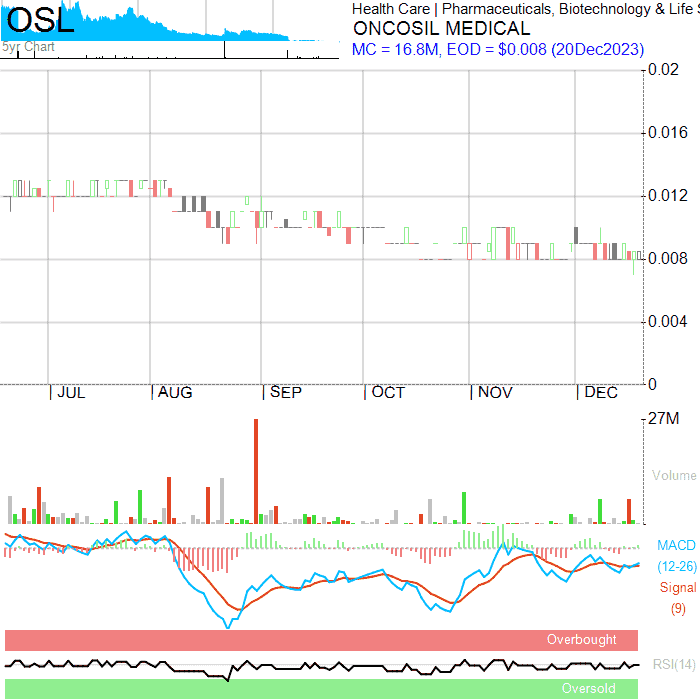 OSL
5yr Chart
Health Care | Pharmaceuticals, Biotechnology & Life S
ONCOSIL MEDICAL
MC = 16.8M, EOD = $0.008 (20Dec2023)
0.02
0.016
0.012
0.008
0.004
0
JUL AUG SEP OCT NOV DEC
27M
Volume
MACD
(12-26)
Signal
(9)
Overbought
RSI(14)
Oversold